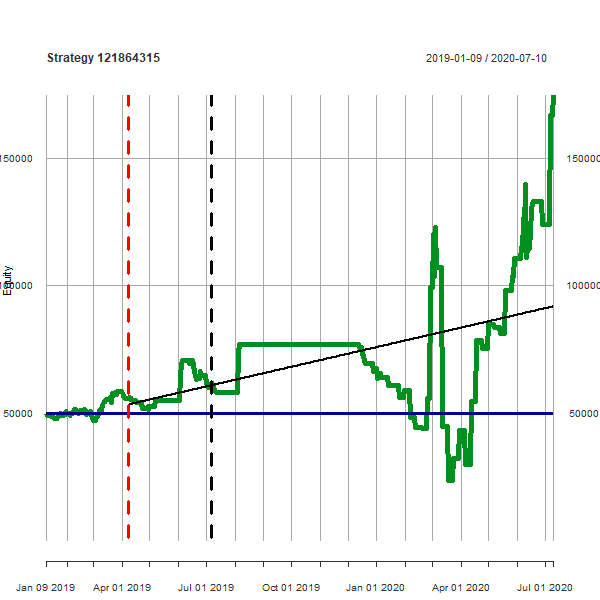 Strategy 121864315
2019-01-09 / 2020-07-10
150000
150000
Equity
100000
100000
50000
50000
Jan 09 2019
Apr 01 2019
Jul 01 2019
Oct 01 2019
Jan 01 2020
Apr 01 2020
Jul 01 2020